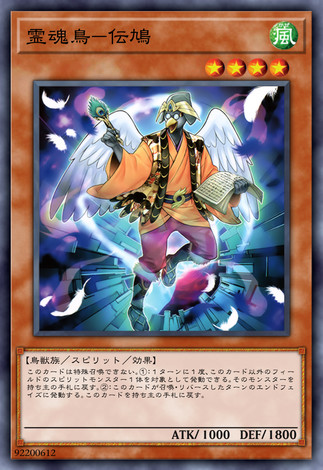 霊魂鳥－伝鳩
風
【鳥獣族／スピリット／効果】
このカードは特殊召喚できない。①：１ターンに１度、このカード以外のフィー
ルドのスピリットモンスター１体を対象として発動できる。そのモンスターを
持ち主の手札に戻す。②：このカードが召喚・リバースしたターンのエンドフェ
イズに発動する。このカードを持ち主の手札に戻す。
ATK/1000 DEF/1800
92200612